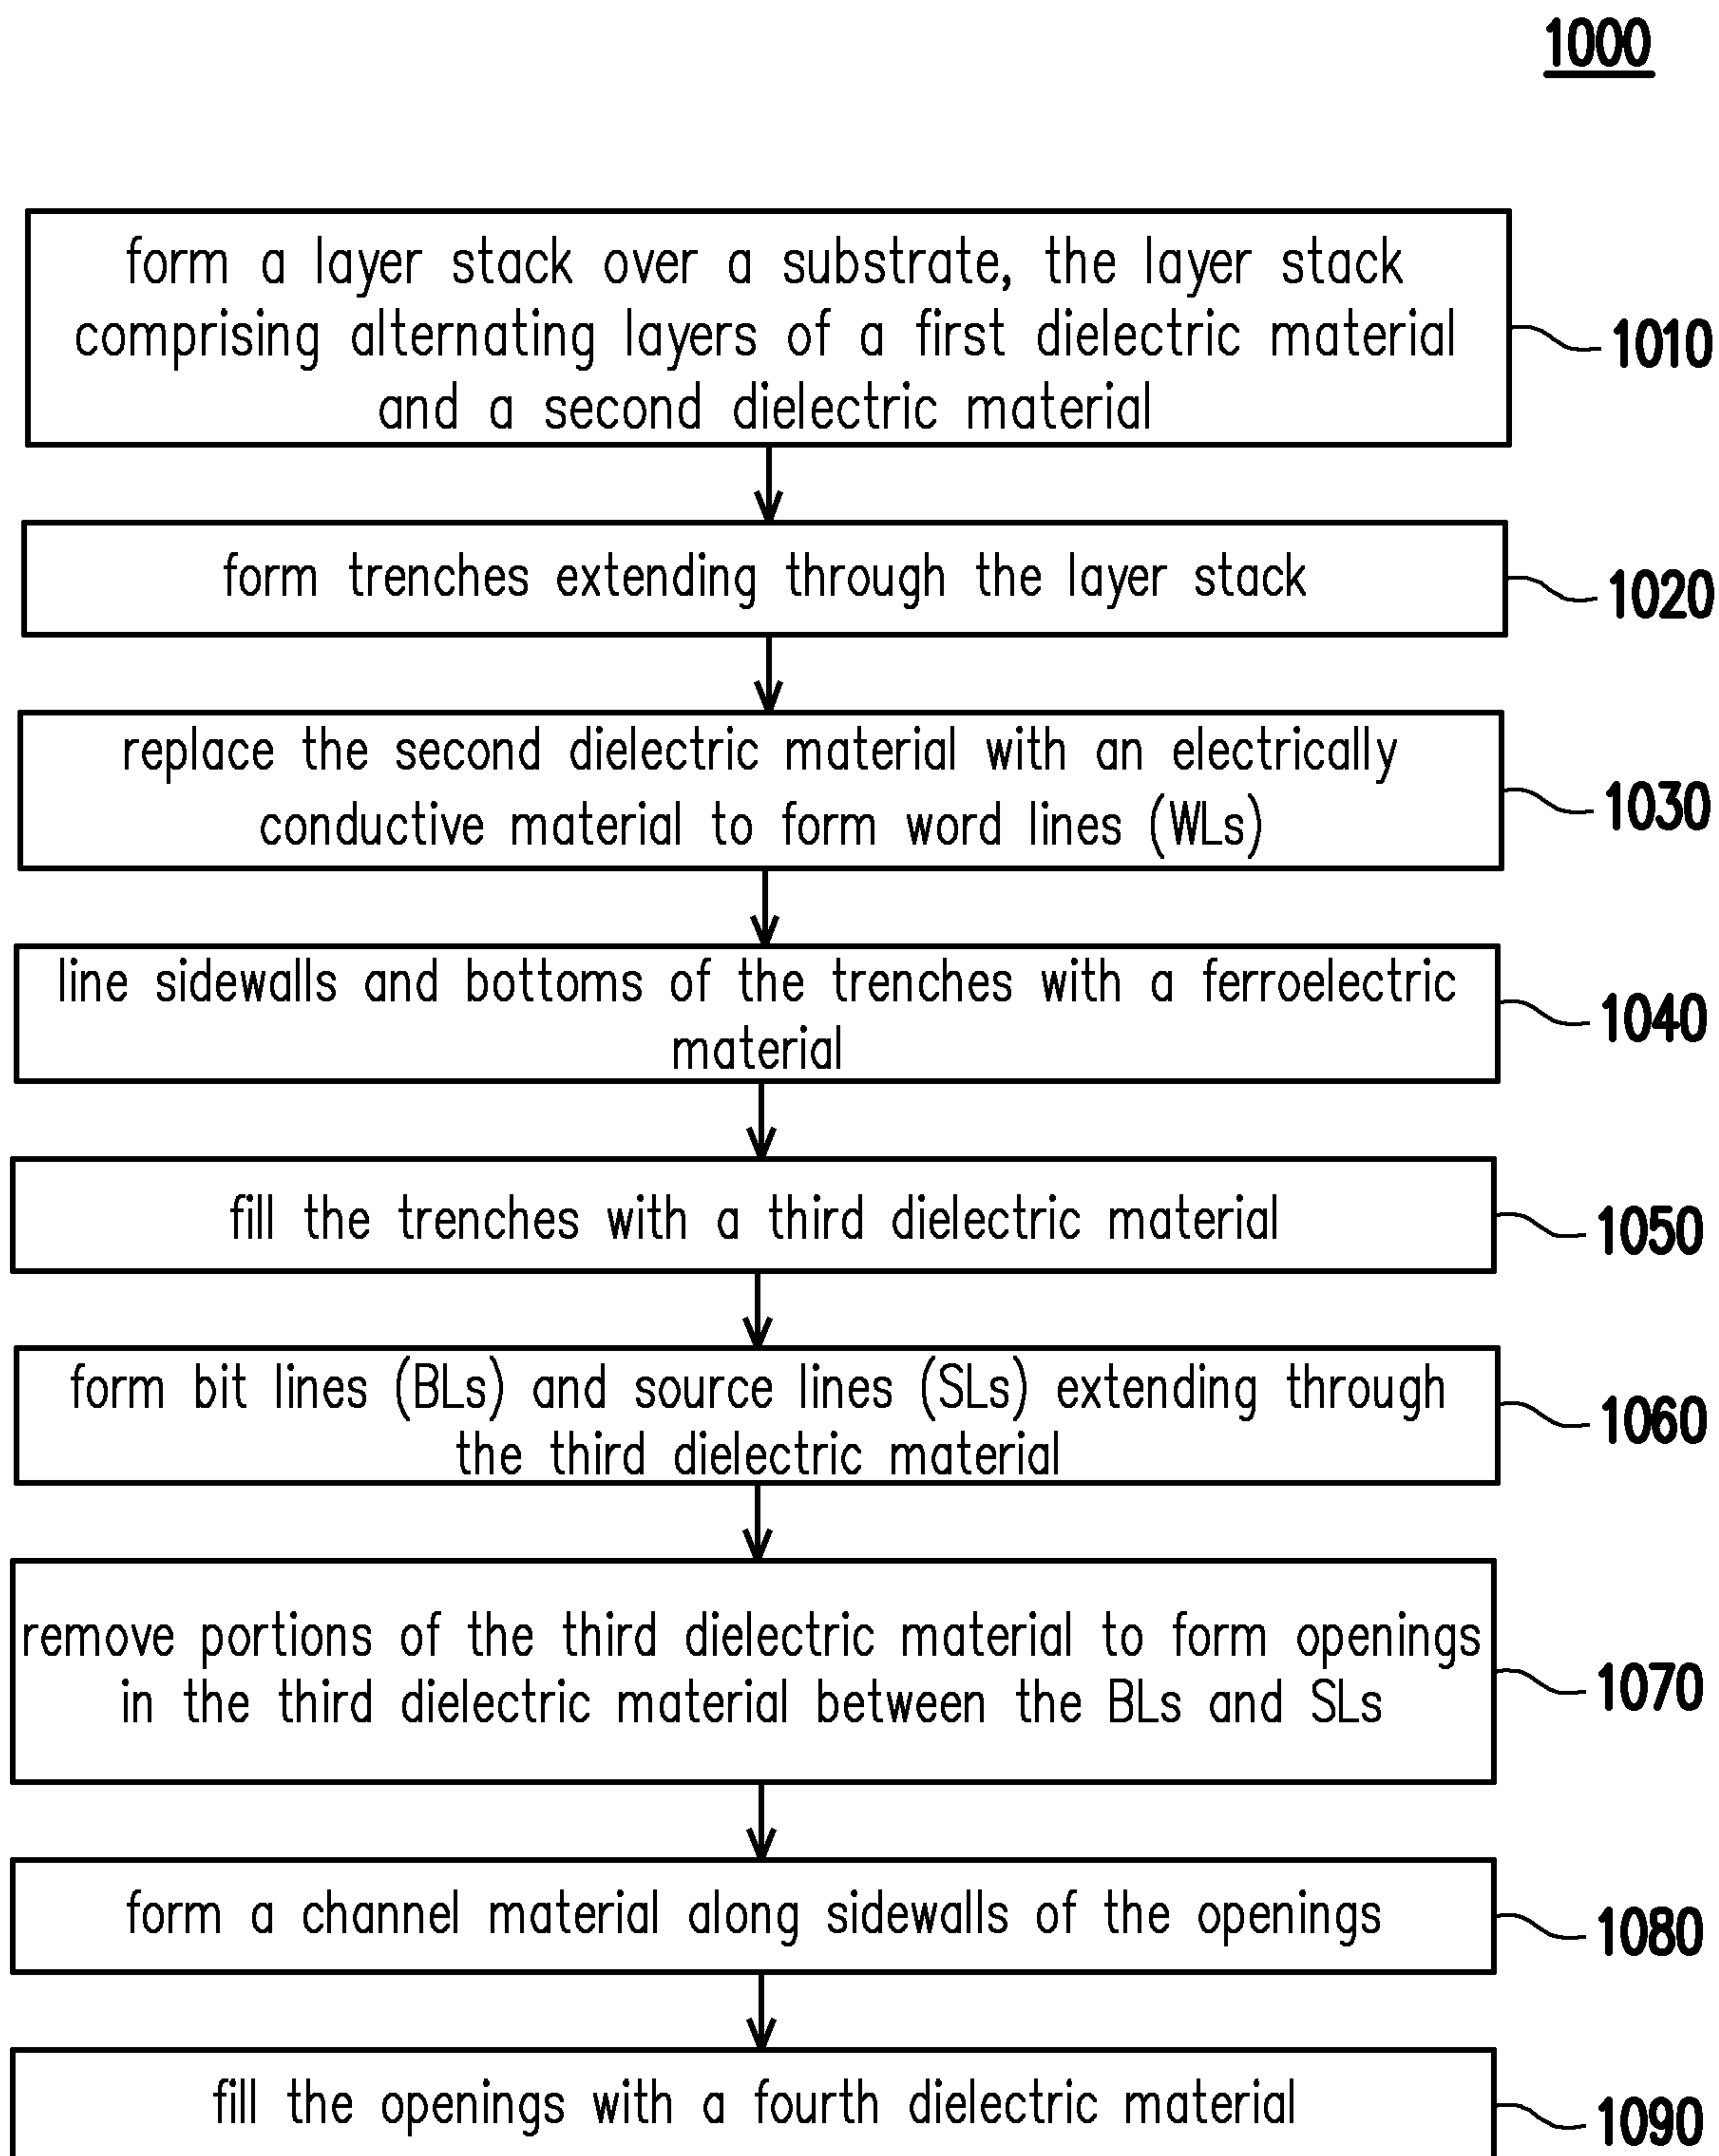 1000
form a layer stack over a substrate, the layer stack
comprising alternating layers of a first dielectric material
and a second dielectric material
1010
form trenches extending through the layer stack
1020
replace the second dielectric material with an electrically
conductive material to form word lines (WLs)
1030
line sidewalls and bottoms of the trenches with a ferroelectric
material
1040
fill the trenches with a third dielectric material
1050
form bit lines (BLs) and source lines (SLs) extending through
the third dielectric material
1060
remove portions of the third dielectric material to form openings
in the third dielectric material between the BLs and SLs
1070
form a channel material along sidewalls of the openings
1080
fill the openings with a fourth dielectric material
1090